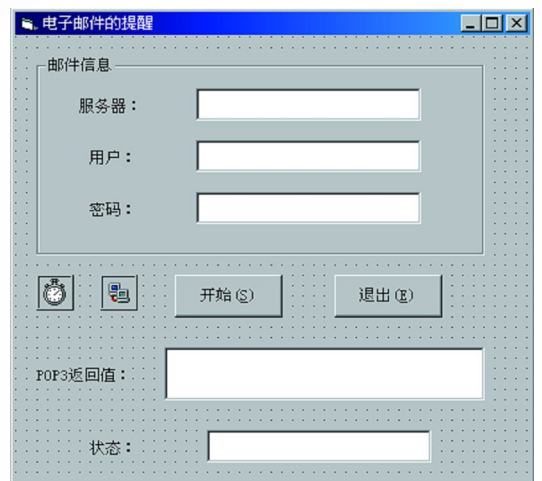 电子邮件的提醒
邮件信息
服务器：
用户：
密码：
开始(S)
退出(E)
POP3返回值：
状态：